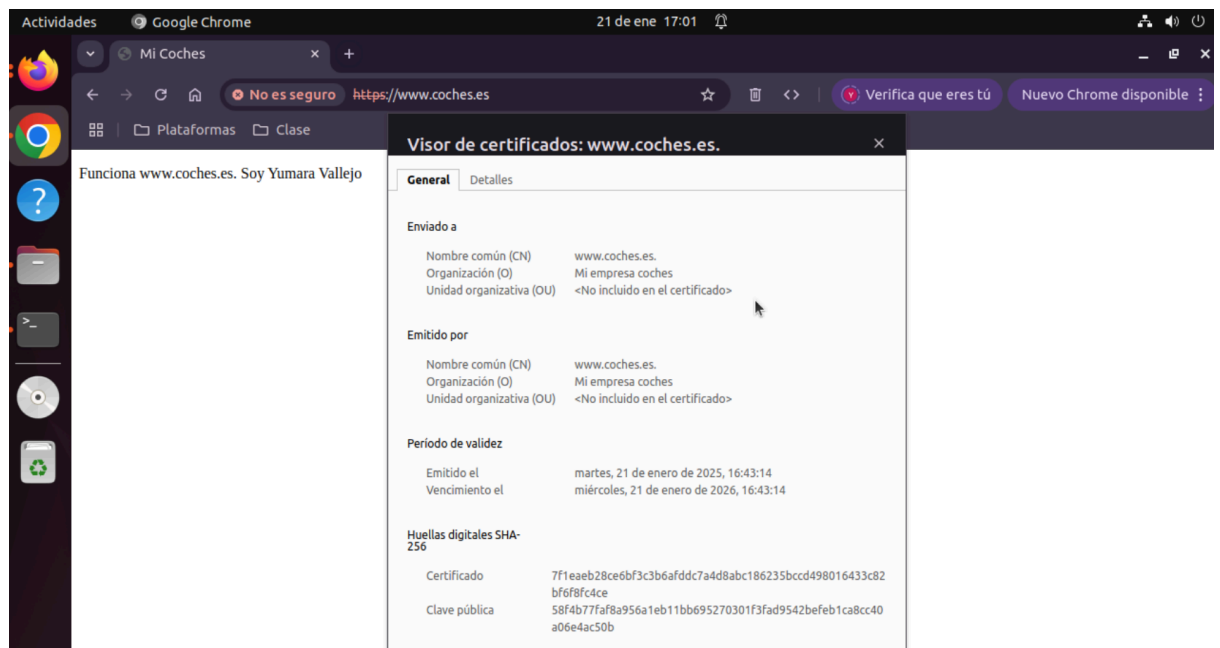 Actividades Google Chrome 21 de ene 17:01
Mi Coches
No es seguro https://www.coches.es Verifica que eres tú Nuevo Chrome disponible
Plataformas Clase
Funciona www.coches.es. Soy Yumara Vallejo
Visor de certificados: www.coches.es.
General Detalles
Enviado a
Nombre común (CN) www.coches.es.
Organización (O) Mi empresa coches
Unidad organizativa (OU) <No incluido en el certificado>
Emitido por
Nombre común (CN) www.coches.es.
Organización (O) Mi empresa coches
Unidad organizativa (OU) <No incluido en el certificado>
Período de validez
Emitido el martes, 21 de enero de 2025, 16:43:14
Vencimiento el miércoles, 21 de enero de 2026, 16:43:14
Huellas digitales SHA-
256
Certificado 7f1eaeb28ce6bf3c3b6afddc7a4d8abc186235bccd498016433c82
bf6f8fc4ce
Clave pública 58f4b77faf8a956a1eb11bb695270301f3fad9542befeb1ca8cc40
a06e4ac50b